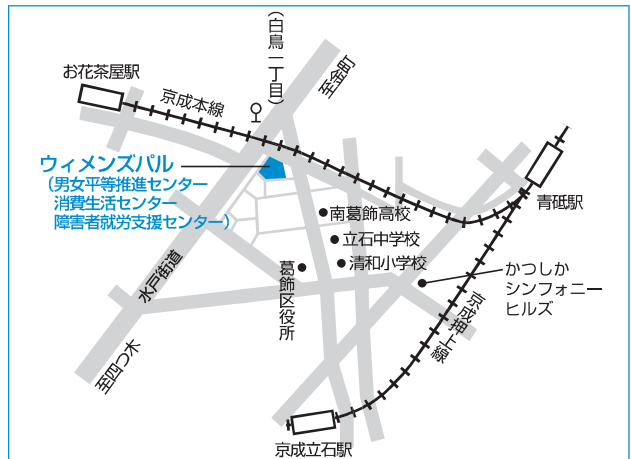 （白鳥一丁目）
至金町
お花茶屋駅
京成本線
ウィメンズパル
（男女平等推進センター
消費生活センター
障害者就労支援センター）
青砥駅
南葛飾高校
立石中学校
清和小学校
葛飾区役所
かつしか
シンフォニー
ヒルズ
水戸街道
京成押上線
至四つ木
京成立石駅